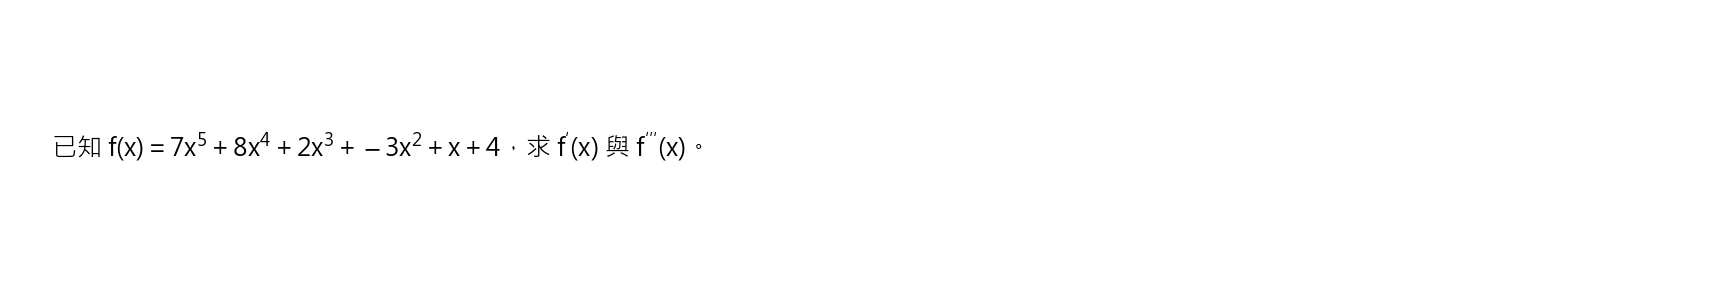 已知 f(x) = 7x⁵ + 8x⁴ + 2x³ + −3x² + x + 4，求 f′(x) 與 f′′′(x)。